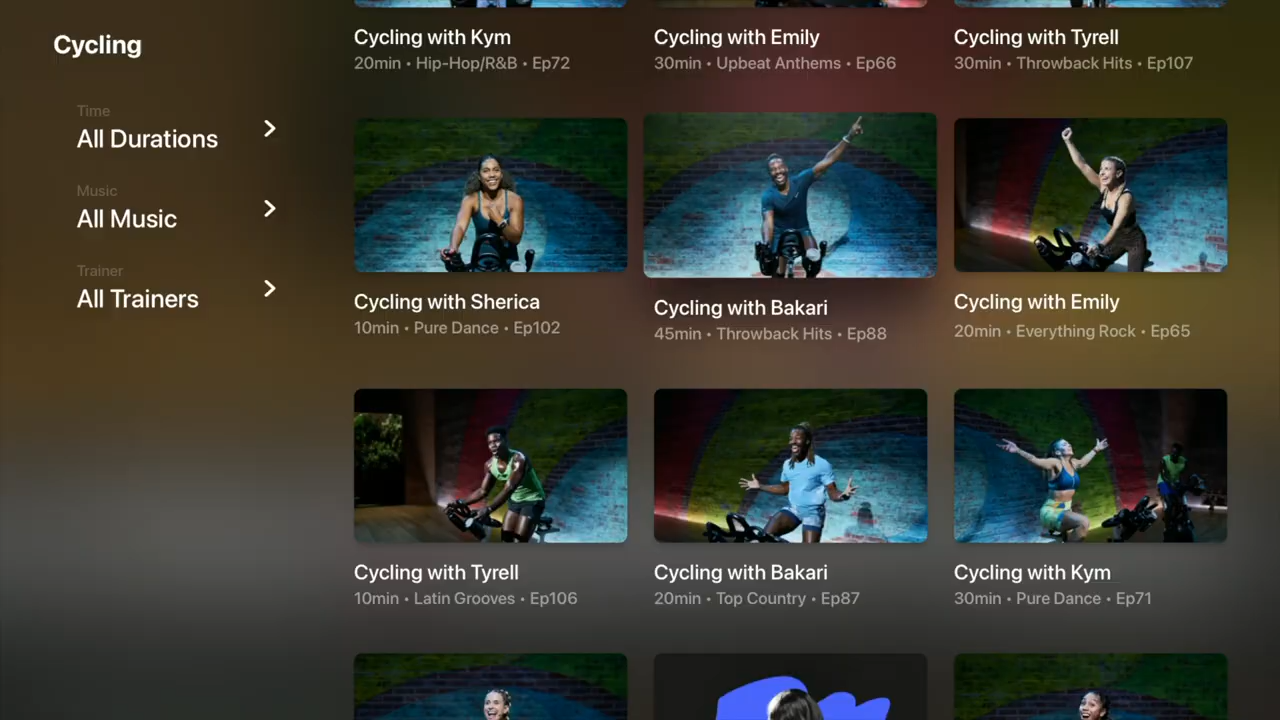 Cycling
Time
All Durations
Music
All Music
Trainer
All Trainers
Cycling with Kym
20min • Hip-Hop/R&B • Ep72
Cycling with Emily
30min • Upbeat Anthems • Ep66
Cycling with Tyrell
30min • Throwback Hits • Ep107
Cycling with Sherica
10min • Pure Dance • Ep102
Cycling with Bakari
45min • Throwback Hits • Ep88
Cycling with Emily
20min • Everything Rock • Ep65
Cycling with Tyrell
10min • Latin Grooves • Ep106
Cycling with Bakari
20min • Top Country • Ep87
Cycling with Kym
30min • Pure Dance • Ep71